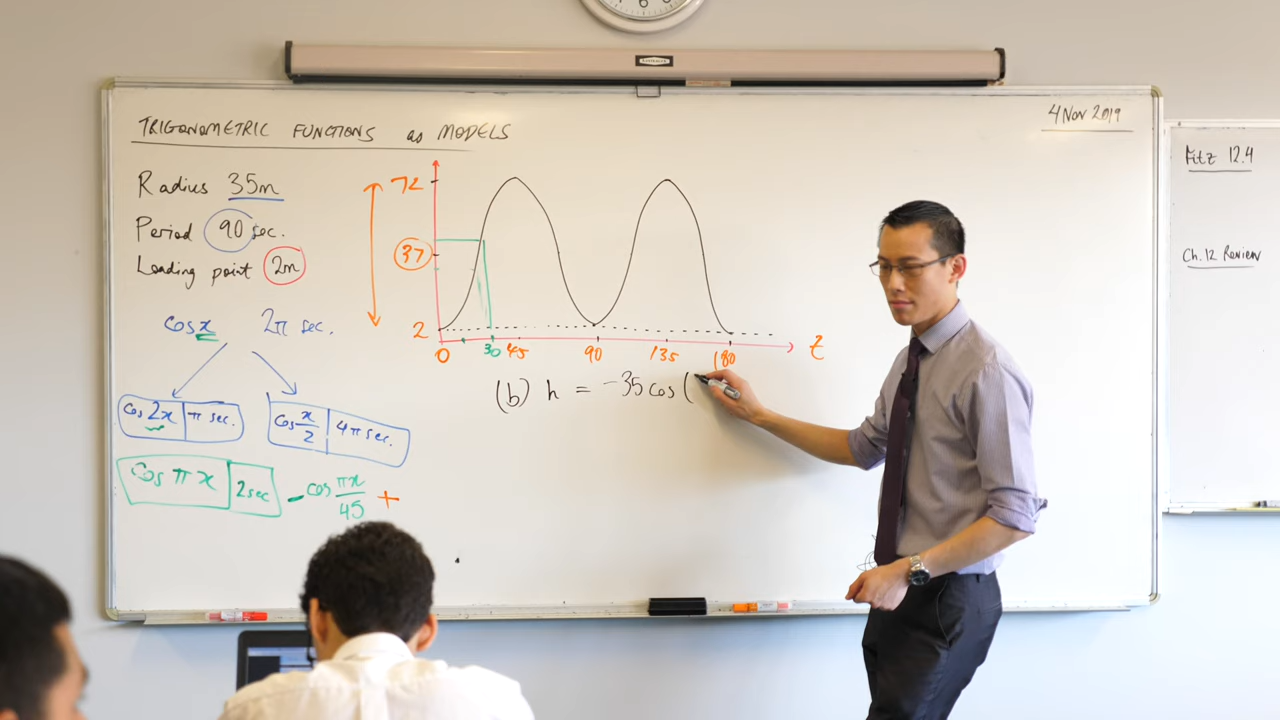 TRIGONOMETRIC FUNCTIONS as MODELS
4 Nov 2019
Radius 35m
Period 90 sec.
Loading point 2m
cos x 2π sec.
cos 2x π sec.
cos x/2 4π sec.
cos π x 2 sec
- cos πx/45 +
72
37
2
0 30 45 90 135 180 t
(b) h = -35 cos (
Fitz 12.4
Ch. 12 Review